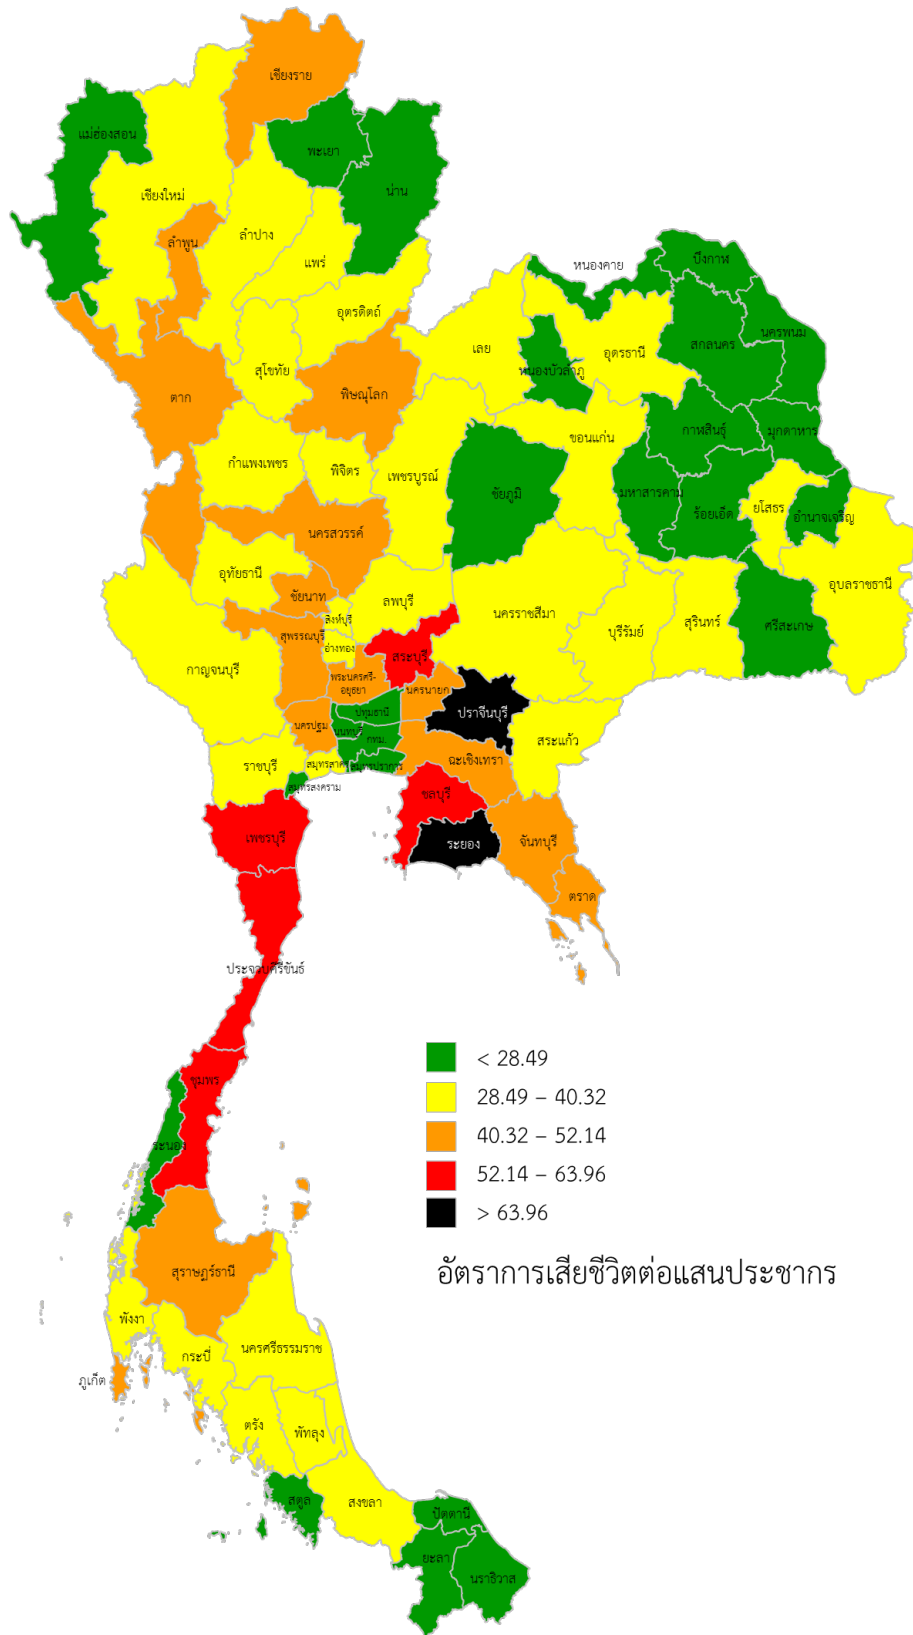 เชียงราย
แม่ฮ่องสอน
พะเยา
น่าน
เชียงใหม่
ลำปาง
ลำพูน
แพร่
หนองคาย
บึงกาฬ
อุตรดิตถ์
นครพนม
สกลนคร
เลย
อุดรธานี
หนองบัวลำภู
สุโขทัย
ตาก
พิษณุโลก
กาฬสินธุ์
มุกดาหาร
ขอนแก่น
กำแพงเพชร
พิจิตร
เพชรบูรณ์
ชัยภูมิ
มหาสารคาม
ร้อยเอ็ด
ยโสธร
อำนาจเจริญ
นครสวรรค์
อุทัยธานี
อุบลราชธานี
ชัยนาท
ลพบุรี
นครราชสีมา
สิงห์บุรี
บุรีรัมย์
สุรินทร์
ศรีสะเกษ
สุพรรณบุรี
อ่างทอง
สระบุรี
กาญจนบุรี
พระนครศรี-
อยุธยา
นครนายก
ปราจีนบุรี
ปทุมธานี
นครปฐม
นนทบุรี
กทม.
สระแก้ว
ฉะเชิงเทรา
ราชบุรี
สมุทรสาคร
สมุทรปราการ
สมุทรสงคราม
ชลบุรี
เพชรบุรี
ระยอง
จันทบุรี
ตราด
ประจวบคีรีขันธ์
< 28.49
28.49 – 40.32
40.32 – 52.14
52.14 – 63.96
> 63.96
อัตราการเสียชีวิตต่อแสนประชากร
ชุมพร
ระนอง
สุราษฎร์ธานี
พังงา
นครศรีธรรมราช
กระบี่
ภูเก็ต
ตรัง
พัทลุง
สตูล
สงขลา
ปัตตานี
ยะลา
นราธิวาส